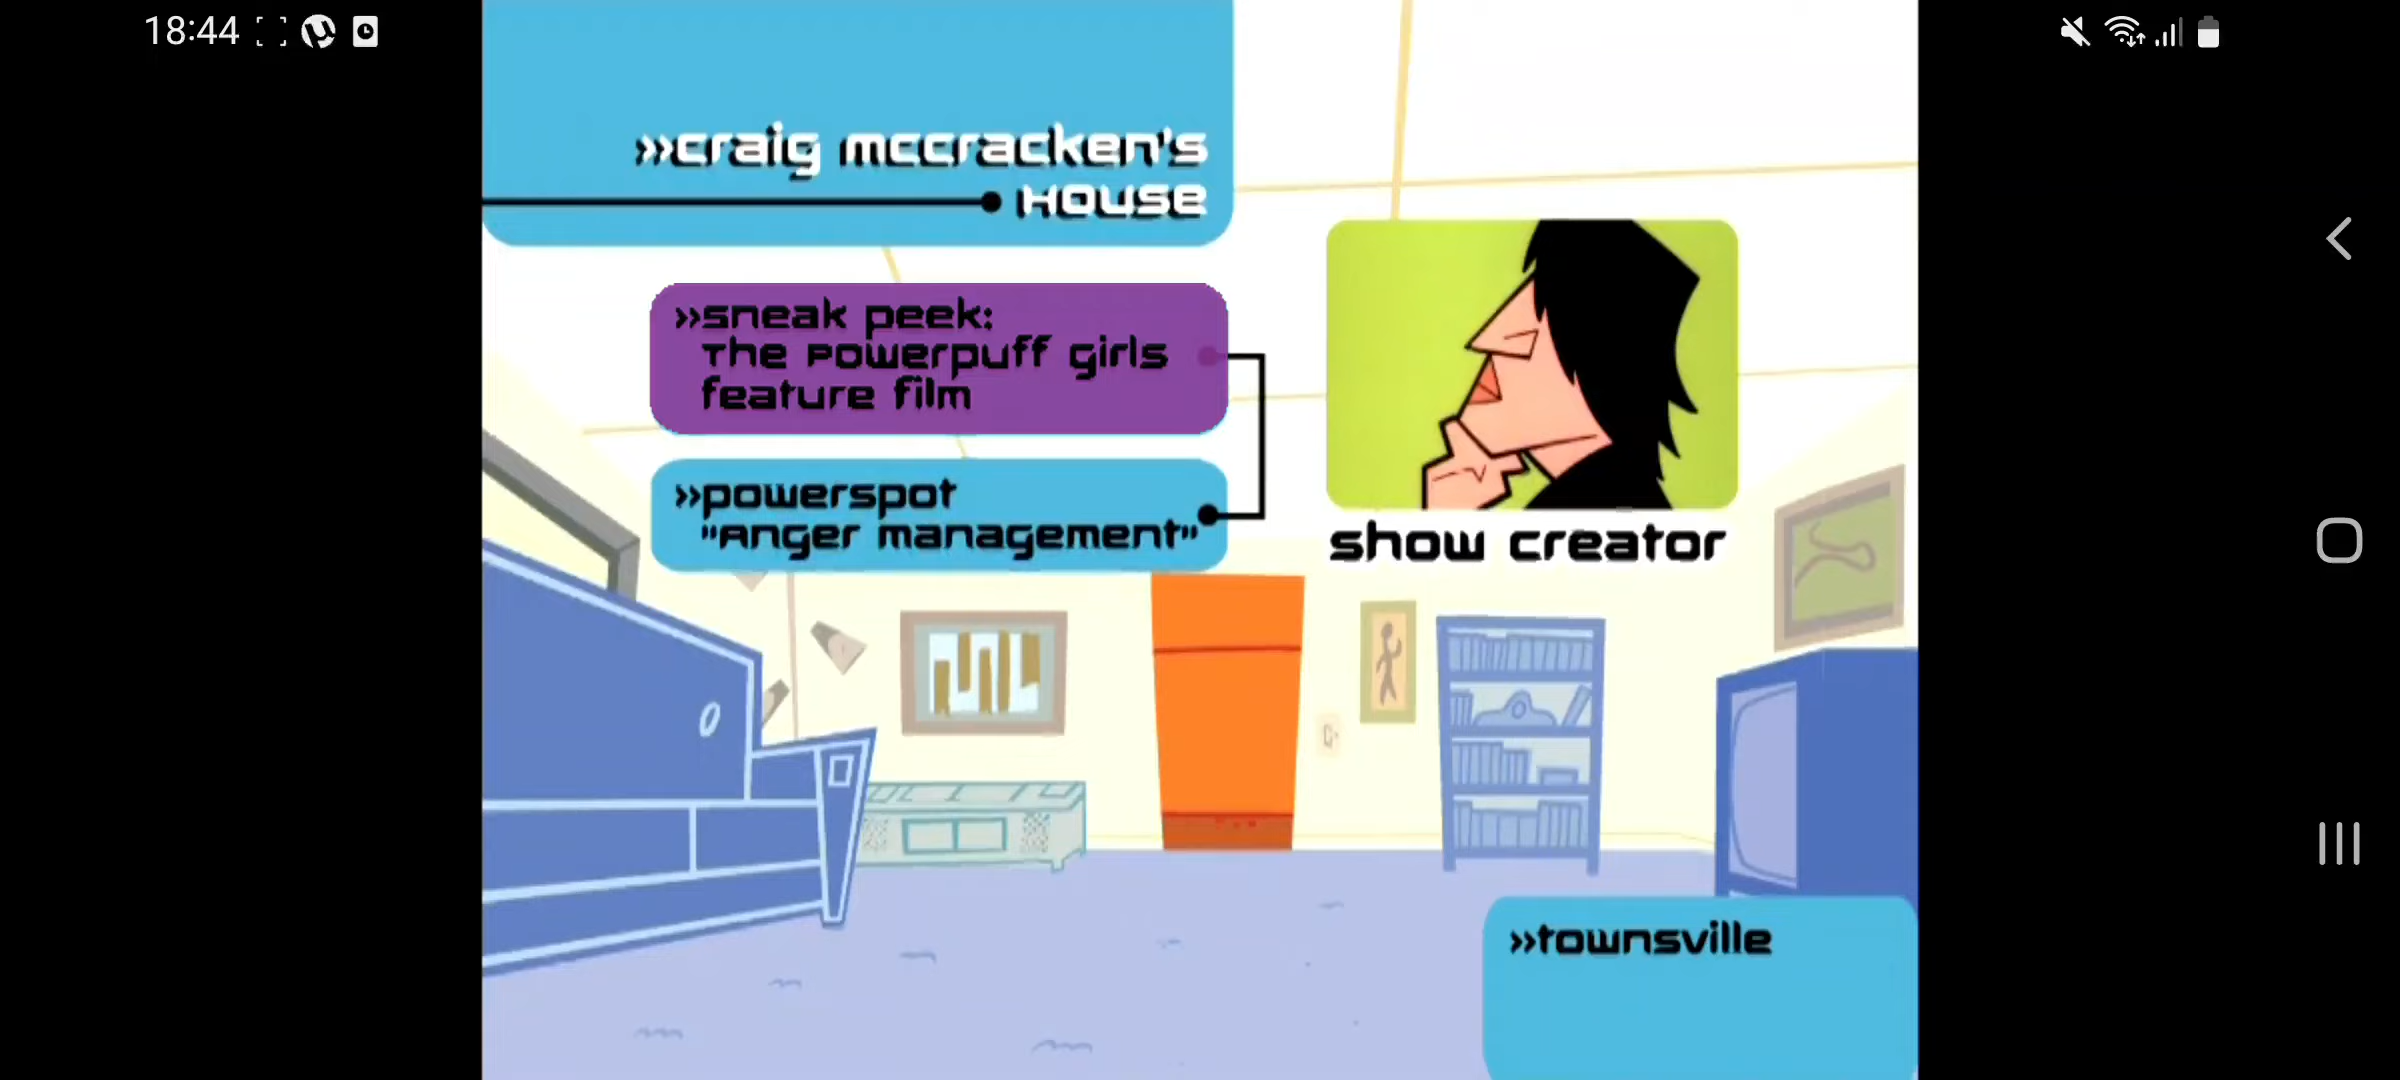 18:44
»craig mccracken's
House
»sneak peek:
The Powerpuff Girls
feature film
»powerspot
"Anger management"
show creator
»townsville